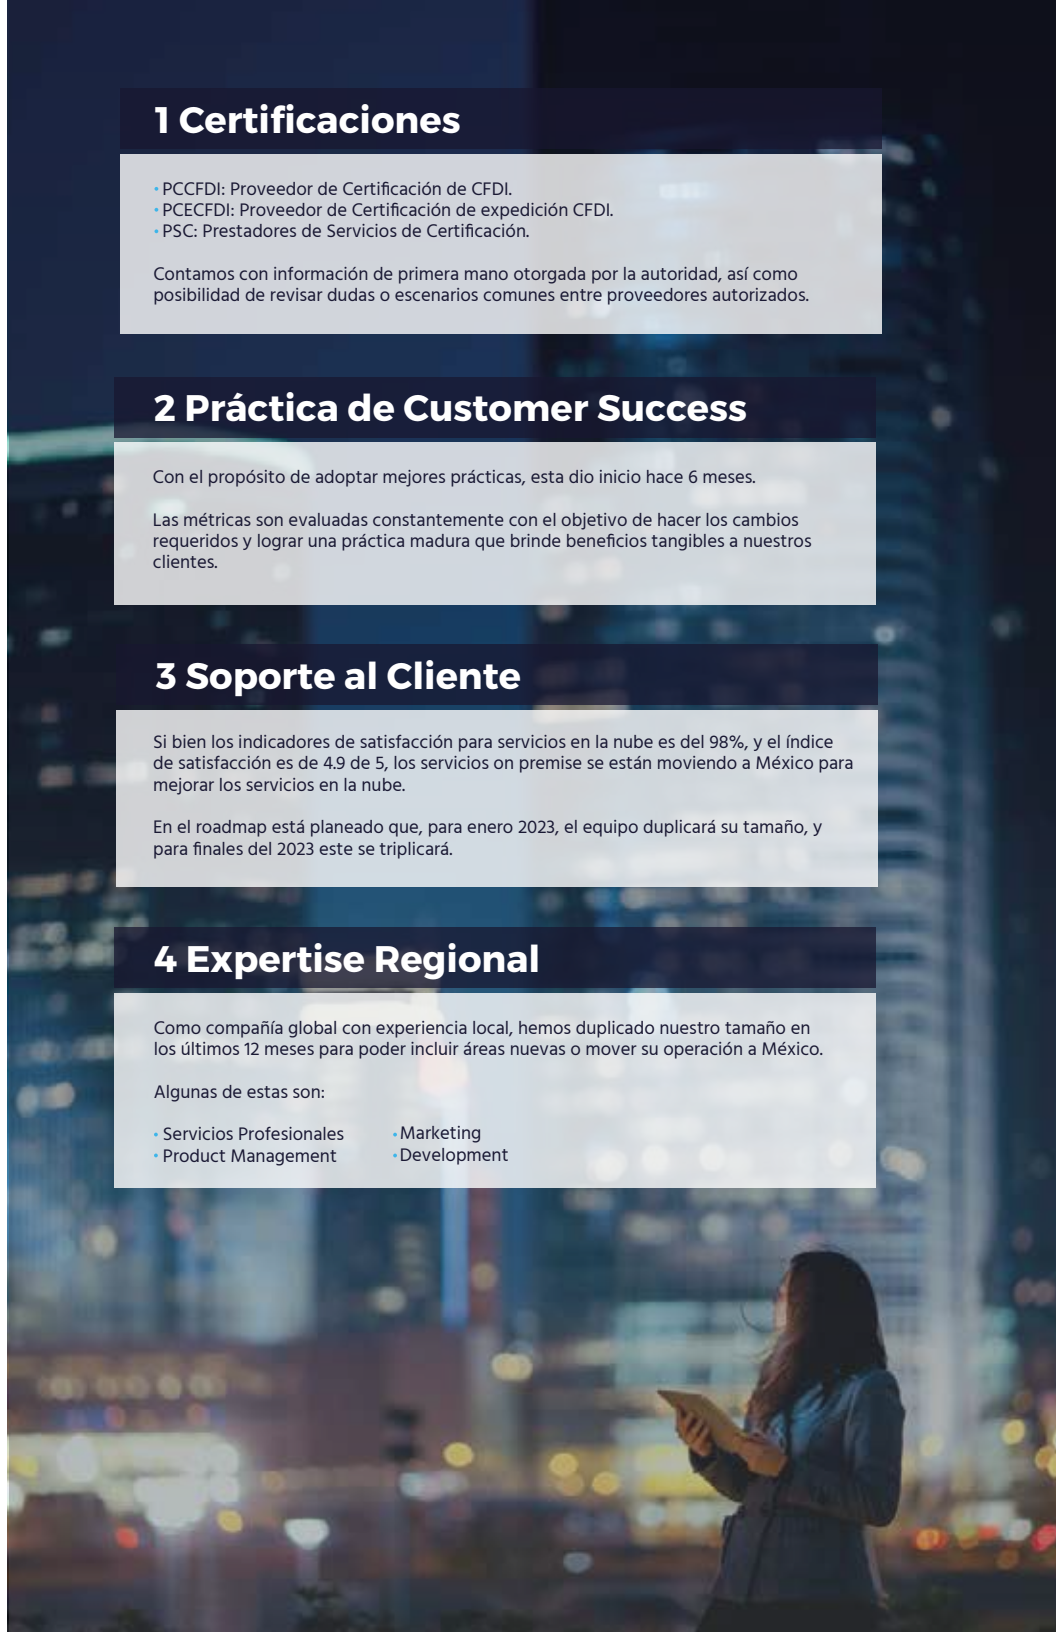 1 Certificaciones
• PCCFDI: Proveedor de Certificación de CFDI.
• PCECFDI: Proveedor de Certificación de expedición CFDI.
• PSC: Prestadores de Servicios de Certificación.
Contamos con información de primera mano otorgada por la autoridad, así como
posibilidad de revisar dudas o escenarios comunes entre proveedores autorizados.
2 Práctica de Customer Success
Con el propósito de adoptar mejores prácticas, esta dio inicio hace 6 meses.
Las métricas son evaluadas constantemente con el objetivo de hacer los cambios
requeridos y lograr una práctica madura que brinde beneficios tangibles a nuestros
clientes.
3 Soporte al Cliente
Si bien los indicadores de satisfacción para servicios en la nube es del 98%, y el índice
de satisfacción es de 4.9 de 5, los servicios on premise se están moviendo a México para
mejorar los servicios en la nube.
En el roadmap está planeado que, para enero 2023, el equipo duplicará su tamaño, y
para finales del 2023 este se triplicará.
4 Expertise Regional
Como compañía global con experiencia local, hemos duplicado nuestro tamaño en
los últimos 12 meses para poder incluir áreas nuevas o mover su operación a México.
Algunas de estas son:
• Servicios Profesionales
• Product Management
• Marketing
• Development